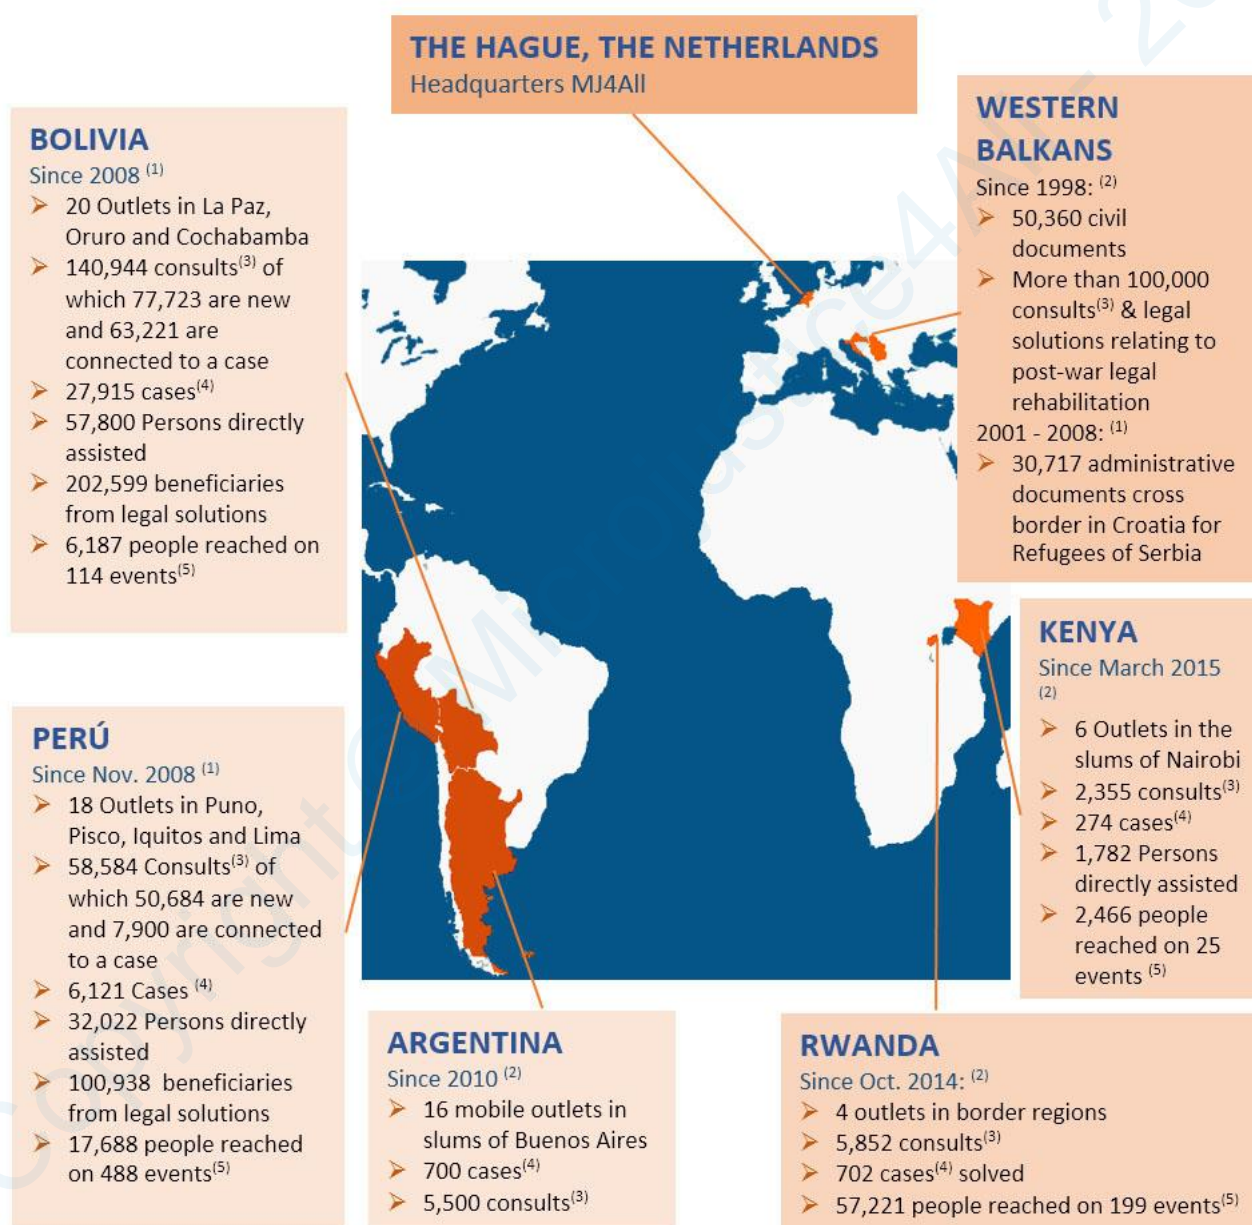 THE HAGUE, THE NETHERLANDS
Headquarters MJ4All
BOLIVIA
Since 2008 (1)
➢ 20 Outlets in La Paz,
Oruro and Cochabamba
➢ 140,944 consults(3) of
which 77,723 are new
and 63,221 are
connected to a case
➢ 27,915 cases(4)
➢ 57,800 Persons directly
assisted
➢ 202,599 beneficiaries
from legal solutions
➢ 6,187 people reached on
114 events(5)
WESTERN
BALKANS
Since 1998: (2)
➢ 50,360 civil
documents
➢ More than 100,000
consults(3) & legal
solutions relating to
post-war legal
rehabilitation
2001 - 2008: (1)
➢ 30,717 administrative
documents cross
border in Croatia for
Refugees of Serbia
PERÚ
Since Nov. 2008 (1)
➢ 18 Outlets in Puno,
Pisco, Iquitos and Lima
➢ 58,584 Consults(3) of
which 50,684 are new
and 7,900 are connected
to a case
➢ 6,121 Cases (4)
➢ 32,022 Persons directly
assisted
➢ 100,938 beneficiaries
from legal solutions
➢ 17,688 people reached
on 488 events(5)
KENYA
Since March 2015
(2)
➢ 6 Outlets in the
slums of Nairobi
➢ 2,355 consults(3)
➢ 274 cases(4)
➢ 1,782 Persons
directly assisted
➢ 2,466 people
reached on 25
events (5)
ARGENTINA
Since 2010 (2)
➢ 16 mobile outlets in
slums of Buenos Aires
➢ 700 cases(4)
➢ 5,500 consults(3)
RWANDA
Since Oct. 2014: (2)
➢ 4 outlets in border regions
➢ 5,852 consults(3)
➢ 702 cases(4) solved
➢ 57,221 people reached on 199 events(5)
Copyright © Microjustice4All - 20